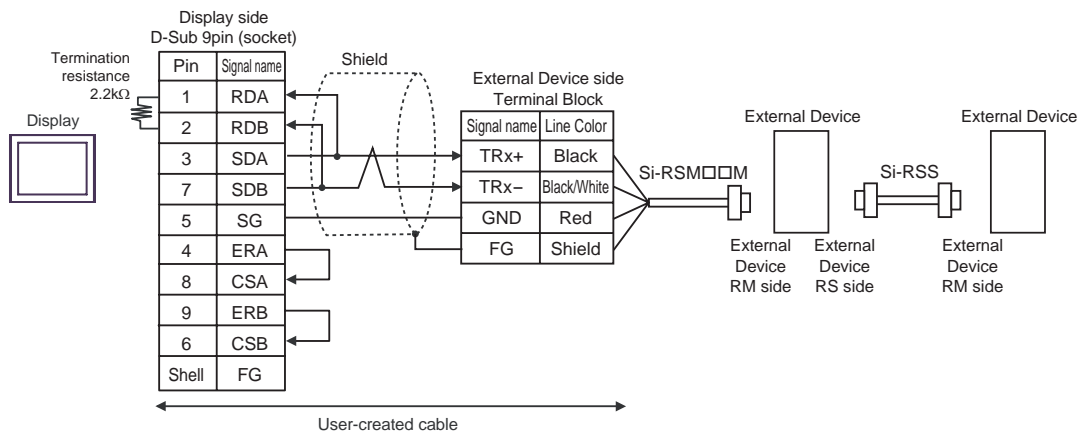 Display side
D-Sub 9pin (socket)
Termination
resistance
2.2kΩ
Display
Pin Signal name
1 RDA
2 RDB
3 SDA
7 SDB
5 SG
4 ERA
8 CSA
9 ERB
6 CSB
Shell FG
Shield
External Device side
Terminal Block
Signal name Line Color
TRx+ Black
TRx− Black/White
GND Red
FG Shield
Si-RSM□□M
External Device
Si-RSS
External Device
External
Device
RM side
External
Device
RS side
External
Device
RM side
User-created cable